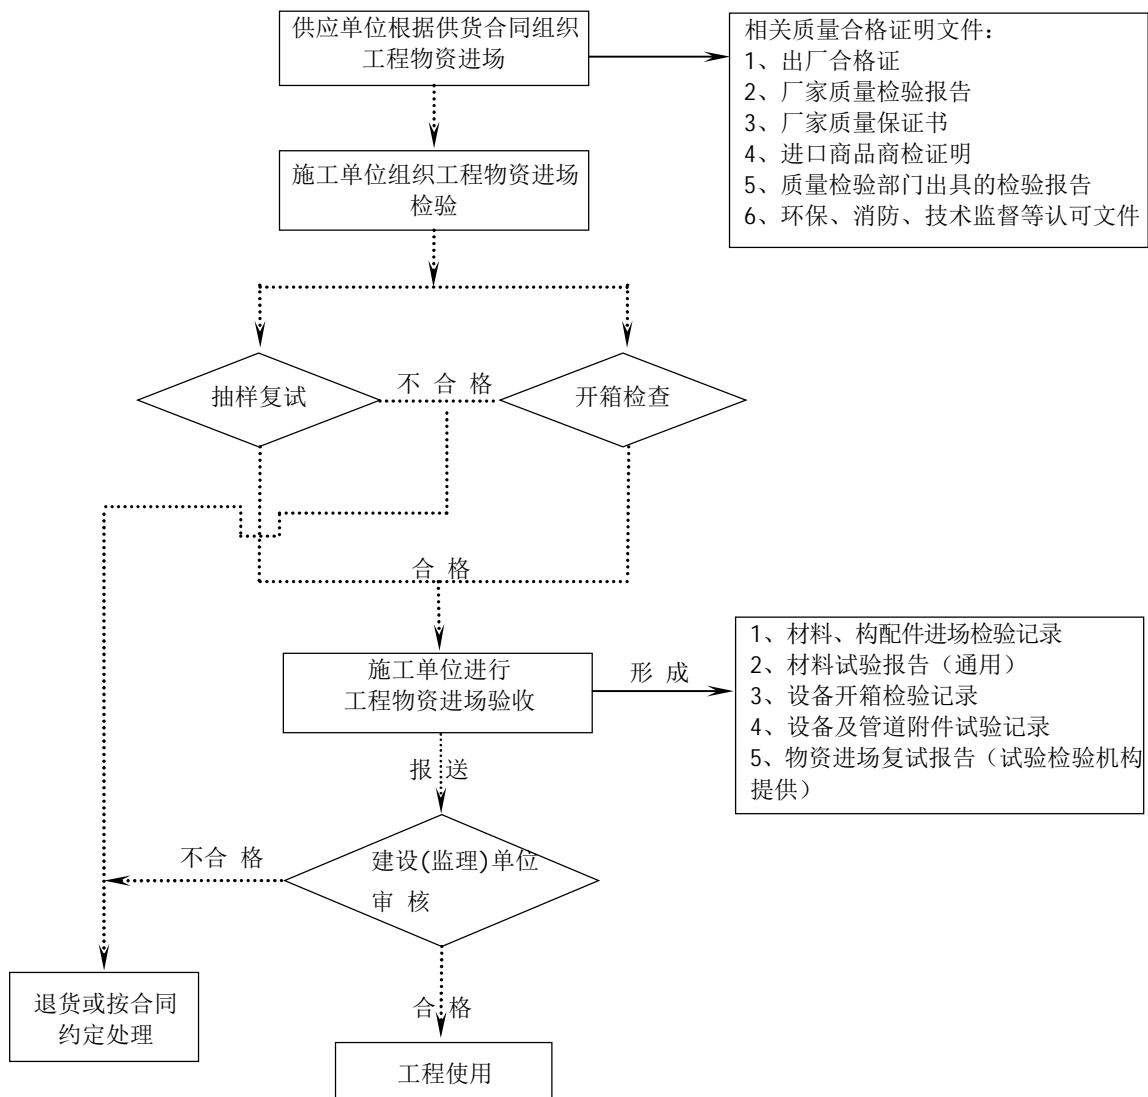 供应单位根据供货合同组织
工程物资进场
相关质量合格证明文件：
1、出厂合格证
2、厂家质量检验报告
3、厂家质量保证书
4、进口商品商检证明
5、质量检验部门出具的检验报告
6、环保、消防、技术监督等认可文件
施工单位组织工程物资进场
检验
抽样复试
不 合 格
开箱检查
合 格
施工单位进行
工程物资进场验收
形 成
1、材料、构配件进场检验记录
2、材料试验报告（通用）
3、设备开箱检验记录
4、设备及管道附件试验记录
5、物资进场复试报告（试验检验机构
提供）
报 送
不合 格
建设(监理)单位
审 核
退货或按合同
约定处理
合 格
工程使用